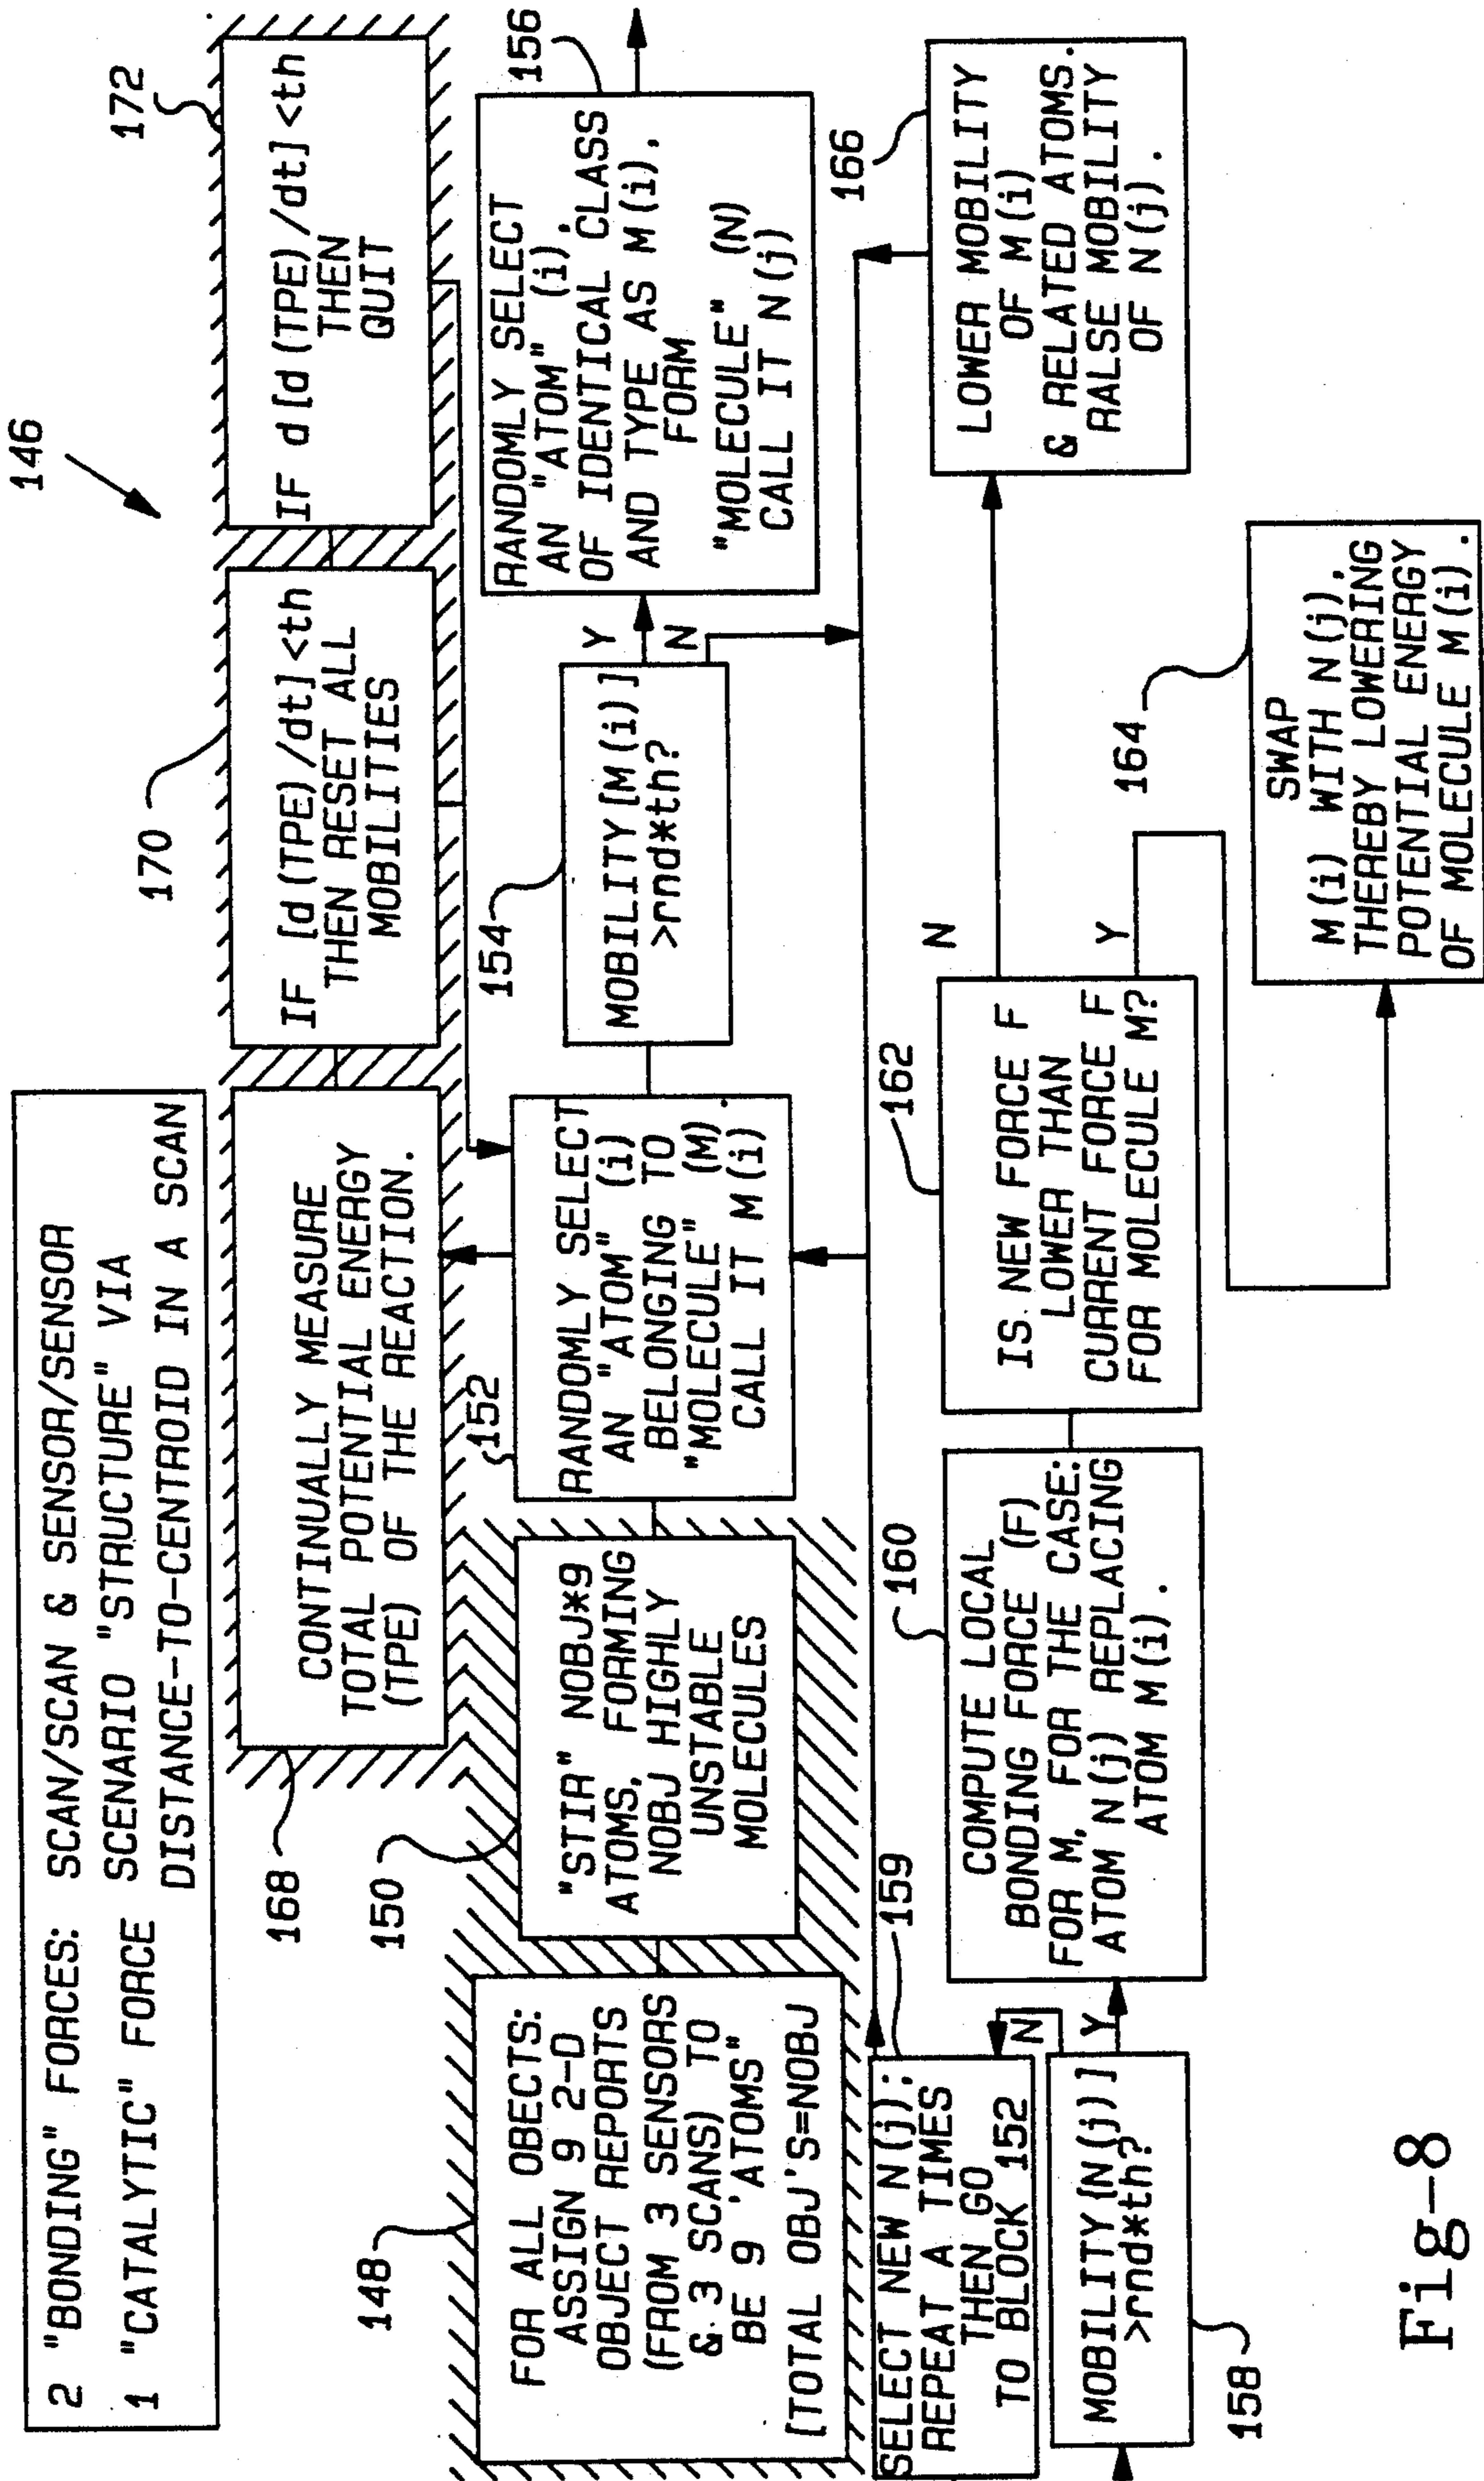 146
2 "BONDING" FORCES: SCAN/SCAN & SENSOR/SENSOR
SCENARIO "STRUCTURE" VIA
1 "CATALYTIC" FORCE
DISTANCE-TO-CENTROID IN A SCAN
168
CONTINUALLY MEASURE
TOTAL POTENTIAL ENERGY
(TPE) OF THE REACTION.
170
IF [d(TPE)/dt]<th
THEN RESET ALL
MOBILITIES
172
IF d[d(TPE)/dt]<th
THEN
QUIT
148
FOR ALL OBECTS:
ASSIGN 9 2-D
OBJECT REPORTS
(FROM 3 SENSORS
& 3 SCANS) TO
BE 9 'ATOMS"
[TOTAL OBJ'S=NOBJ
150
"STIR" NOBJ*9
ATOMS, FORMING
NOBJ HIGHLY
UNSTABLE
MOLECULES
152
RANDOMLY SELECT
AN "ATOM" (i)
BELONGING TO
"MOLECULE" (M).
CALL IT M(i)
154
MOBILITY[M(i)]
>rnd*th?
Y
N
156
RANDOMLY SELECT
AN "ATOM" (i),
OF IDENTICAL CLASS
AND TYPE AS M(i),
FORM
"MOLECULE" (N)
CALL IT N(j)
159
SELECT NEW N(j);
REPEAT A TIMES
THEN GO
TO BLOCK 152
N
158
MOBILITY{N(j)]
>rnd*th?
Y
160
COMPUTE LOCAL
BONDING FORCE (F)
FOR M, FOR THE CASE:
ATOM N(j) REPLACING
ATOM M(i).
162
IS NEW FORCE F
LOWER THAN
CURRENT FORCE F
FOR MOLECULE M?
N
Y
164
SWAP
M(i) WITH N(j),
THEREBY LOWERING
POTENTIAL ENERGY
OF MOLECULE M(i).
166
LOWER MOBILITY
OF M(i)
& RELATED ATOMS.
RALSE MOBILITY
OF N(j).
Fig-8